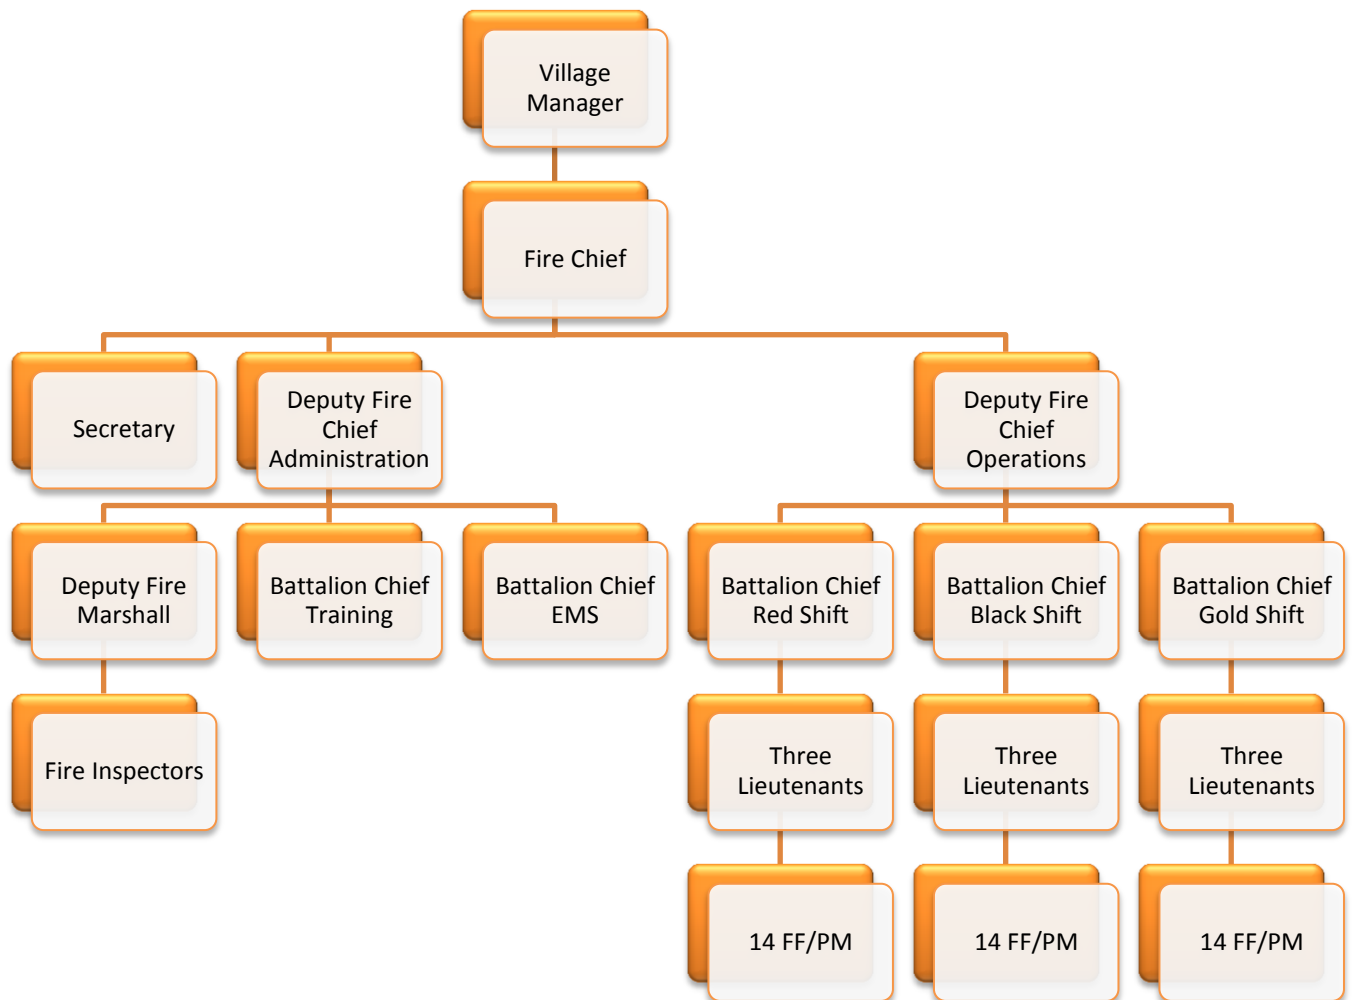 Village
Manager
Fire Chief
Secretary
Deputy Fire
Chief
Administration
Deputy Fire
Chief
Operations
Deputy Fire
Marshall
Battalion Chief
Training
Battalion Chief
EMS
Battalion Chief
Red Shift
Battalion Chief
Black Shift
Battalion Chief
Gold Shift
Fire Inspectors
Three
Lieutenants
Three
Lieutenants
Three
Lieutenants
14 FF/PM
14 FF/PM
14 FF/PM